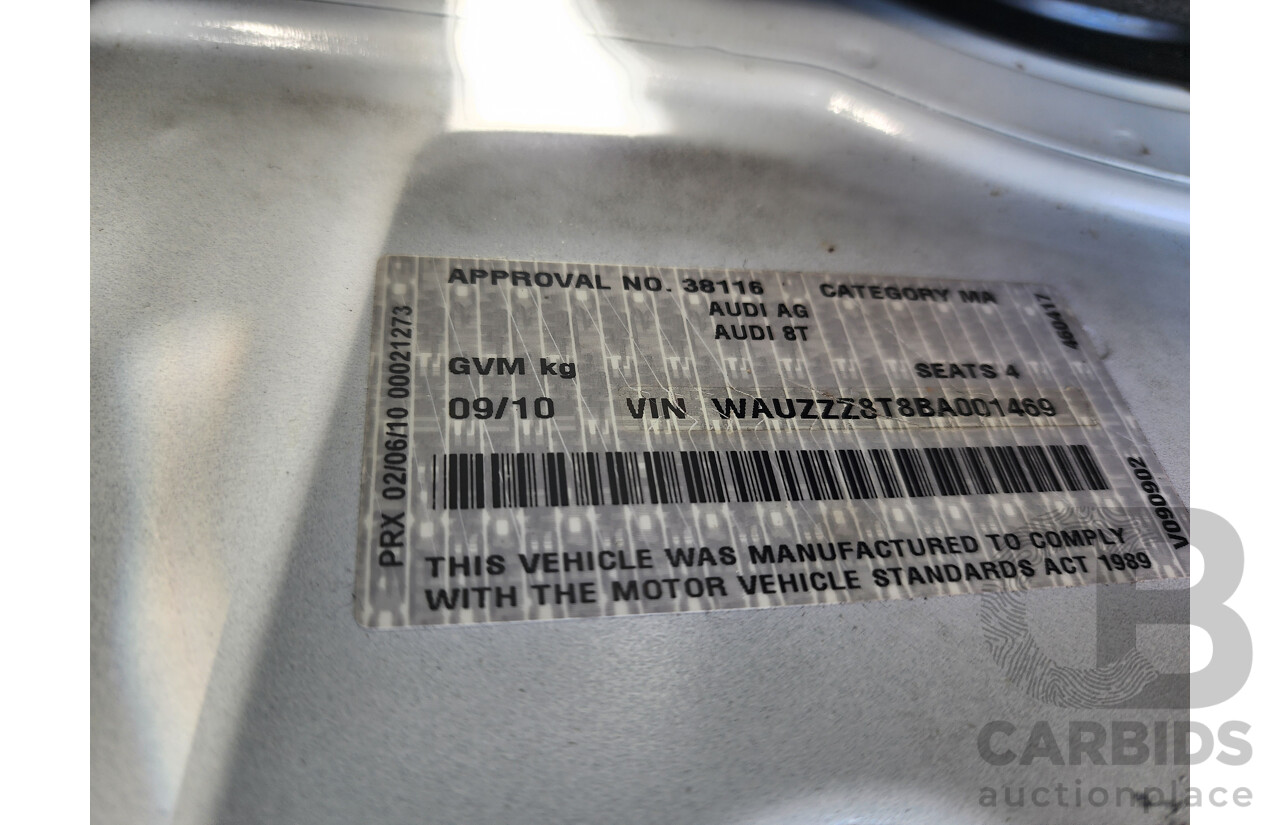 APPROVAL NO. 38116 CATEGORY MA
AUDI AG
AUDI 8T
GVM kg SEATS 4
09/10 VIN WAUZZZ8T8BA001469
THIS VEHICLE WAS MANUFACTURED TO COMPLY
WITH THE MOTOR VEHICLE STANDARDS ACT 1989
PRX 02/06/10 00021273
V090902
CB
CARBIDS
auctionplace